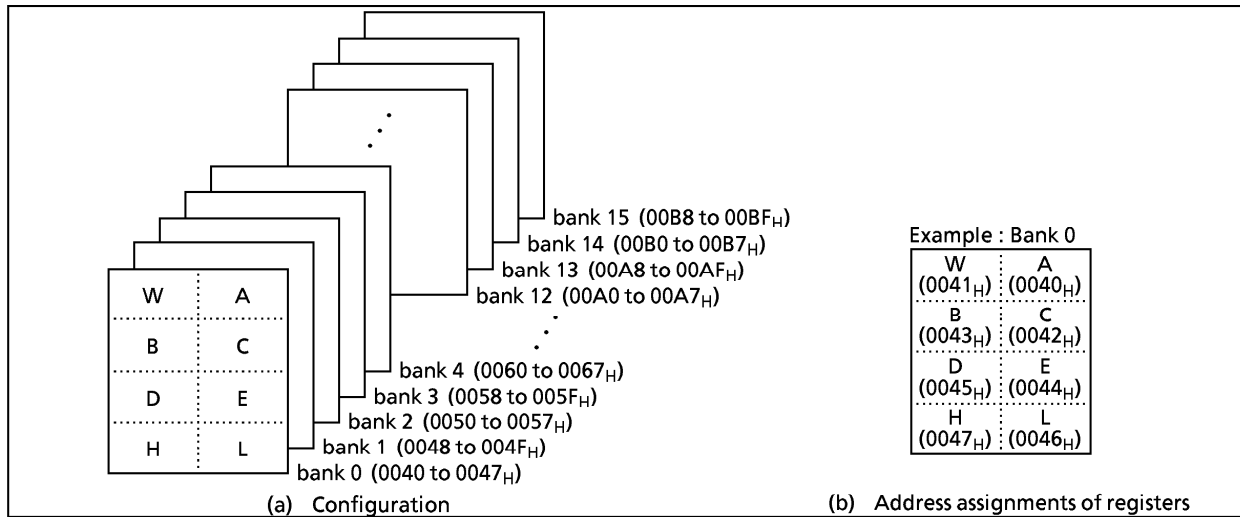 bank 15 (00B8 to 00BFH)
bank 14 (00B0 to 00B7H)
bank 13 (00A8 to 00AFH)
bank 12 (00A0 to 00A7H)
bank 4 (0060 to 0067H)
bank 3 (0058 to 005FH)
bank 2 (0050 to 0057H)
bank 1 (0048 to 004FH)
bank 0 (0040 to 0047H)
W A
B C
D E
H L
(a) Configuration
Example : Bank 0
W A
(0041H) (0040H)
B C
(0043H) (0042H)
D E
(0045H) (0044H)
H L
(0047H) (0046H)
(b) Address assignments of registers